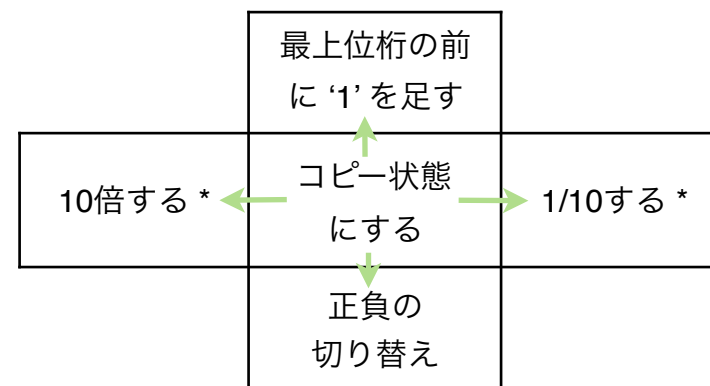 最上位桁の前
に ‘1’ を足す
10倍する *
コピー状態
にする
1/10する *
正負の
切り替え